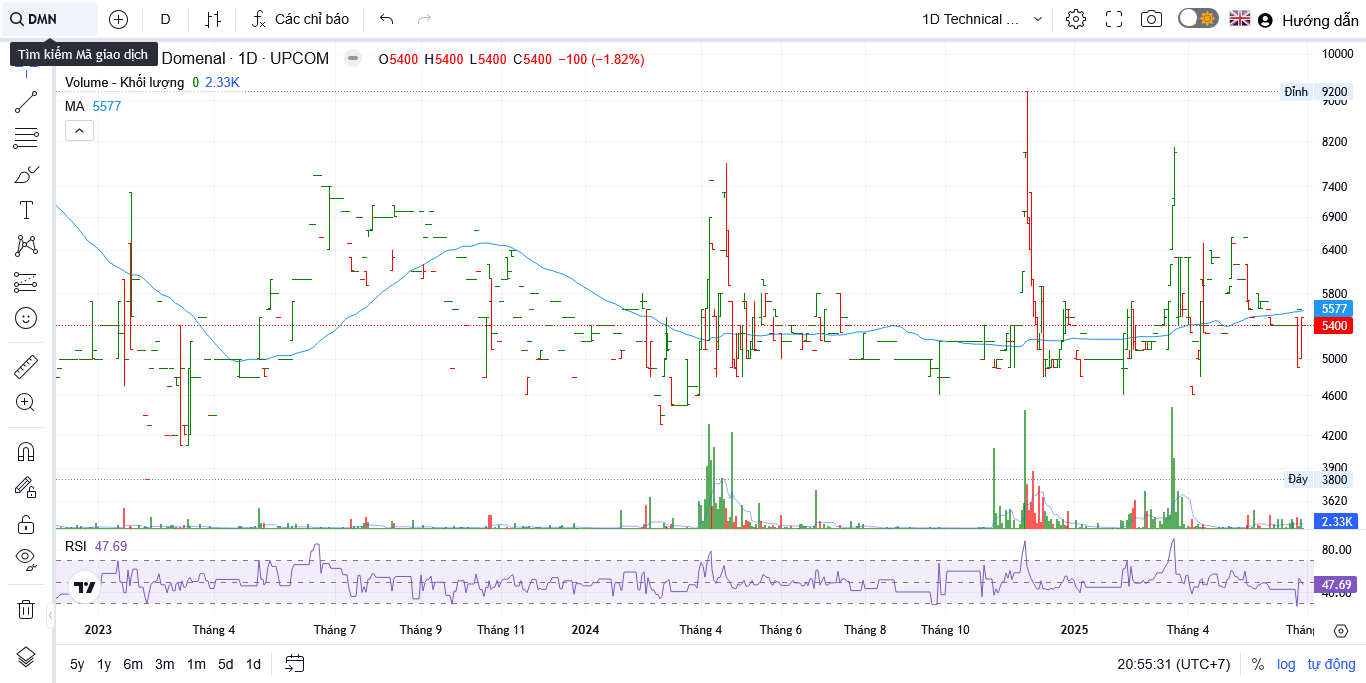 DMN D Các chỉ báo 1D Technical ... Hướng dẫn
Tìm kiếm Mã giao dịch
Domenal · 1D · UPCOM O5400 H5400 L5400 C5400 −100 (−1.82%)
Volume - Khối lượng 0 2.33K
MA 5577
10000
Đỉnh 9200
9000
8200
7400
6900
6400
5800
5577
5400
5000
4600
4200
3900
Đáy 3800
3620
2.33K
RSI 47.69
80.00
47.69
40.00
2023 Tháng 4 Tháng 7 Tháng 9 Tháng 11 2024 Tháng 4 Tháng 6 Tháng 8 Tháng 10 2025 Tháng 4 Thán
5y 1y 6m 3m 1m 5d 1d 20:55:31 (UTC+7) % log tự động